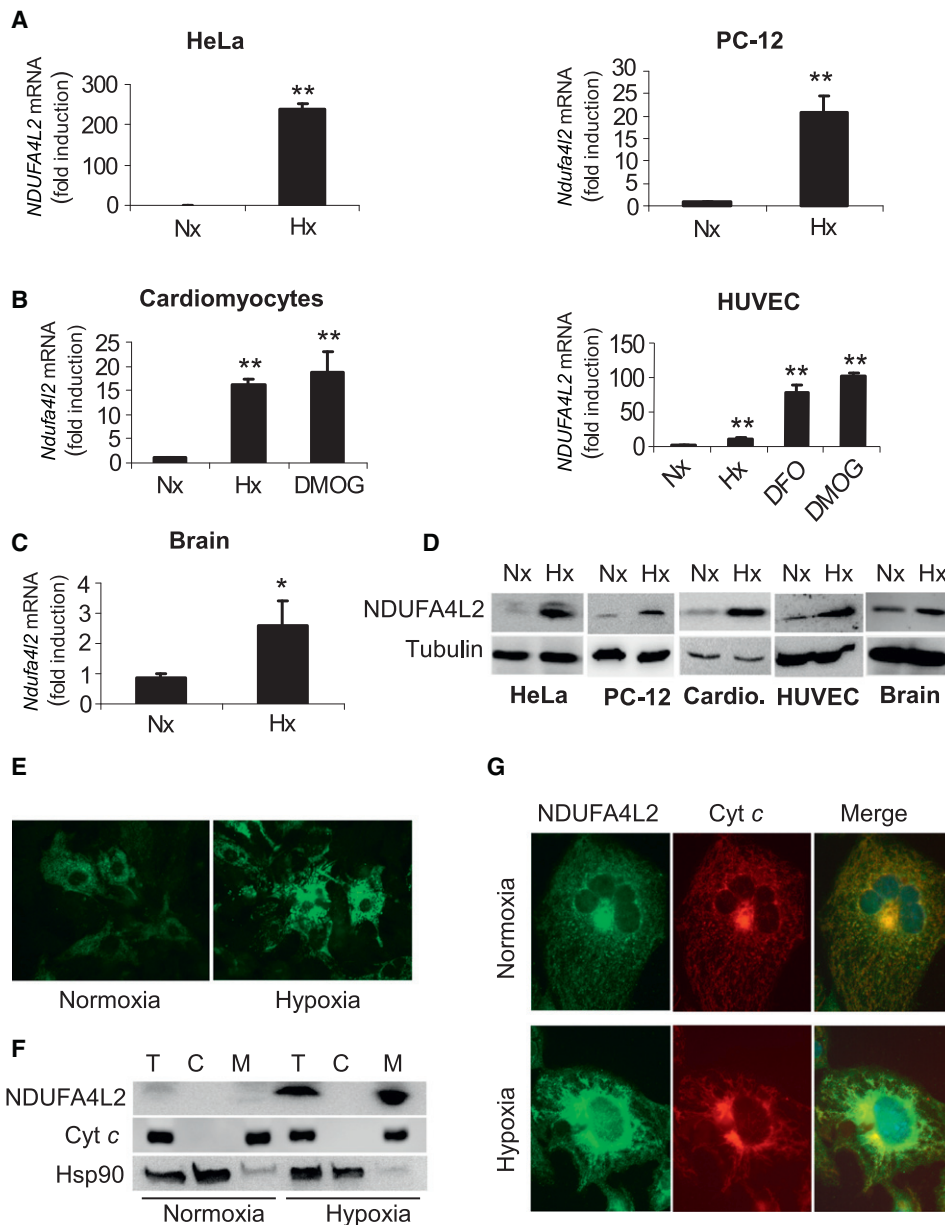 A
HeLa
NDUFA4L2 mRNA
(fold induction)
300
200
100
0
**
Nx
Hx
PC-12
Ndufa4l2 mRNA
(fold induction)
30
25
20
15
10
5
0
**
Nx
Hx
B
Cardiomyocytes
Ndufa4l2 mRNA
(fold induction)
25
20
15
10
5
0
**
**
Nx
Hx
DMOG
HUVEC
NDUFA4L2 mRNA
(fold induction)
150
100
50
0
**
**
**
Nx
Hx
DFO
DMOG
C
Brain
Ndufa4l2 mRNA
(fold induction)
4
3
2
1
0
*
Nx
Hx
D
Nx Hx Nx Hx Nx Hx Nx Hx Nx Hx
NDUFA4L2
Tubulin
HeLa PC-12 Cardio. HUVEC Brain
E
Normoxia
Hypoxia
F
T C M T C M
NDUFA4L2
Cyt c
Hsp90
Normoxia Hypoxia
G
NDUFA4L2 Cyt c Merge
Normoxia
Hypoxia